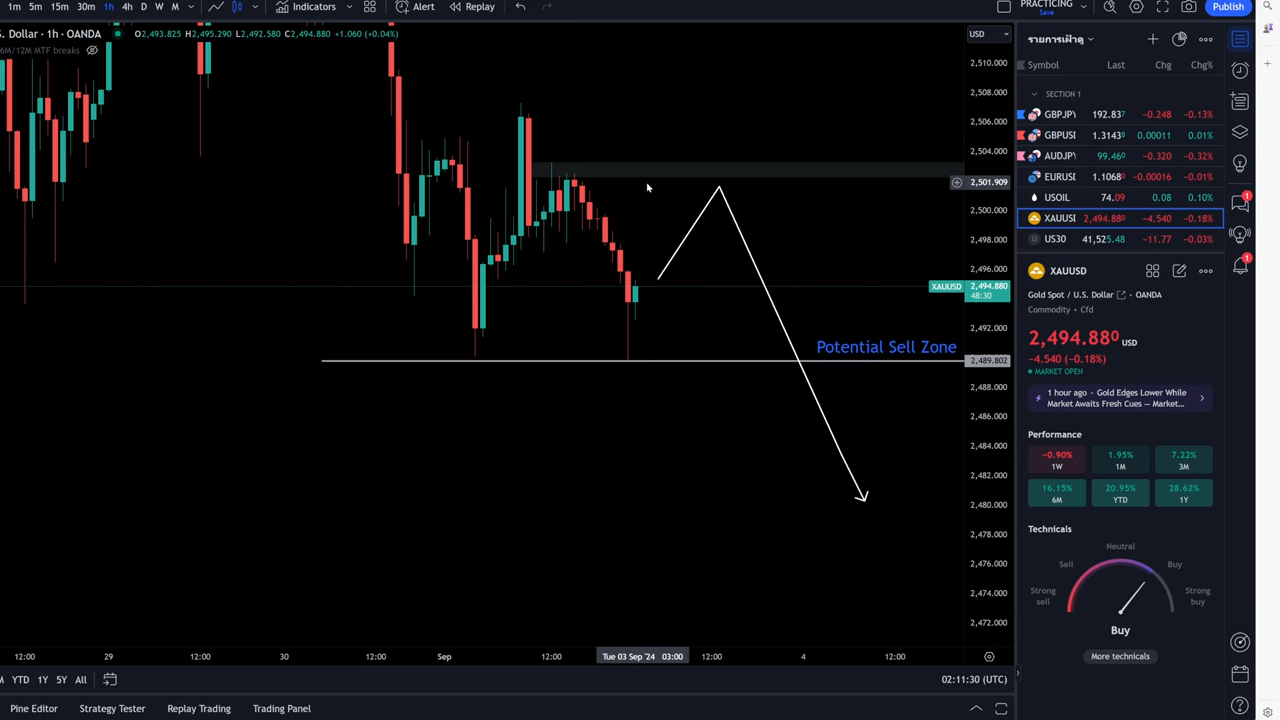 1m 5m 15m 30m 1h 4h D W M Indicators Alert Replay PRACTICING Save Publish
. Dollar · 1h · OANDA O2,493.825 H2,495.290 L2,492.580 C2,494.880 +1.060 (+0.04%) USD
6M/12M MTF breaks
2,510.000
2,508.000
2,506.000
2,504.000
2,501.909
2,500.000
2,498.000
2,496.000
XAUUSD 2,494.880
48:30
2,492.000
Potential Sell Zone
2,489.802
2,488.000
2,486.000
2,484.000
2,482.000
2,480.000
2,478.000
2,476.000
2,474.000
2,472.000
12:00 29 12:00 30 12:00 Sep 12:00 Tue 03 Sep '24 03:00 12:00 4 12:00
YTD 1Y 5Y All 02:11:30 (UTC)
Pine Editor Strategy Tester Replay Trading Trading Panel
รายการเฝ้าดู
Symbol Last Chg Chg%
SECTION 1
GBPJPY 192.837 -0.248 -0.13%
GBPUSI 1.31438 0.00011 0.01%
AUDJPY 99.460 -0.320 -0.32%
EURUSI 1.10680 -0.00016 -0.01%
USOIL 74.09 0.08 0.10%
XAUUSI 2,494.880 -4.540 -0.18%
US30 41,525.48 -11.77 -0.03%
XAUUSD
Gold Spot / U.S. Dollar · OANDA
Commodity · Cfd
2,494.880 USD
-4.540 (-0.18%)
MARKET OPEN
1 hour ago · Gold Edges Lower While
Market Awaits Fresh Cues — Market...
Performance
-0.90% 1.95% 7.22%
1W 1M 3M
16.15% 20.95% 28.62%
6M YTD 1Y
Technicals
Neutral
Sell Buy
Strong sell Strong buy
Buy
More technicals
1
1